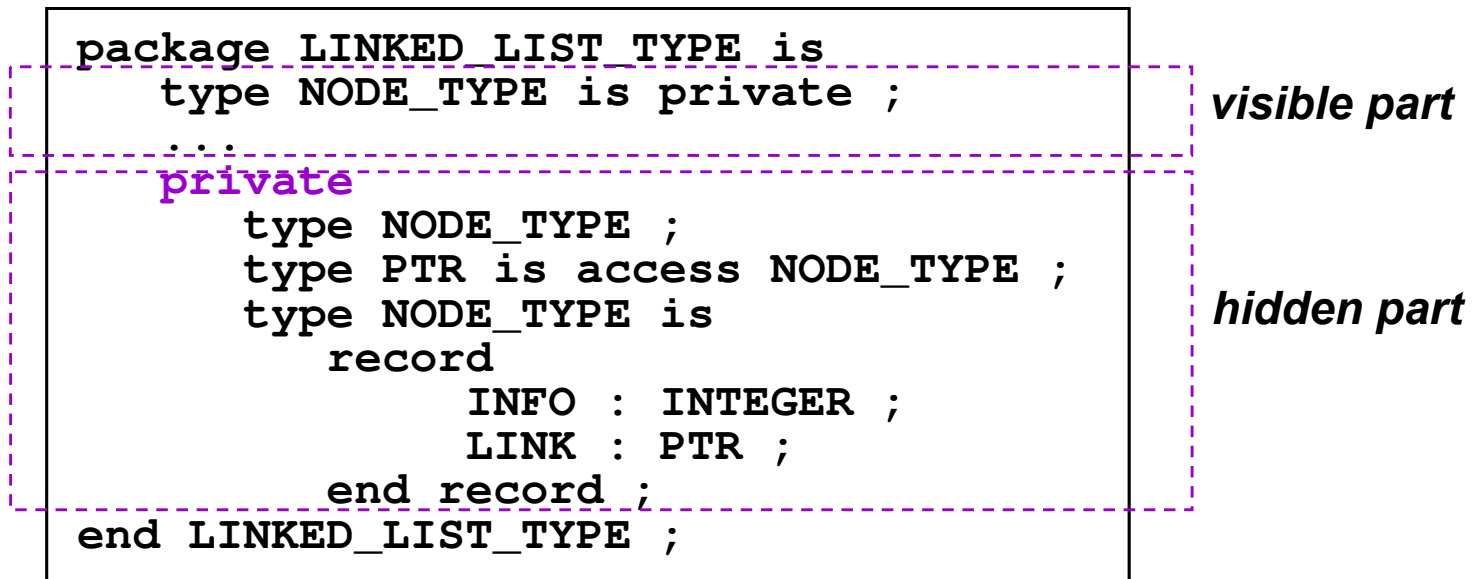 package LINKED_LIST_TYPE is
type NODE_TYPE is private ;
...
visible part
private
type NODE_TYPE ;
type PTR is access NODE_TYPE ;
type NODE_TYPE is
hidden part
record
INFO : INTEGER ;
LINK : PTR ;
end record ;
end LINKED_LIST_TYPE ;